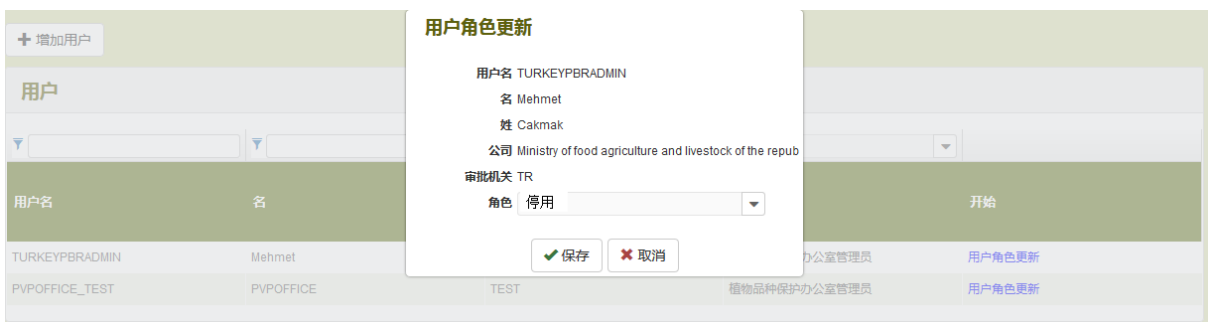 增加用户
用户
用户名 名 开始
TURKEYPBRADMIN Mehmet 办公室管理员 用户角色更新
PVPOFFICE_TEST PVPOFFICE TEST 植物品种保护办公室管理员 用户角色更新
用户角色更新
用户名 TURKEYPBRADMIN
名 Mehmet
姓 Cakmak
公司 Ministry of food agriculture and livestock of the repub
审批机关 TR
角色 停用
保存 取消